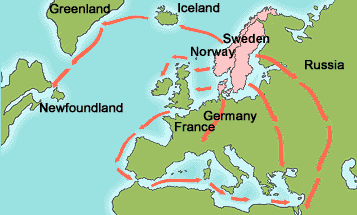 Greenland
Iceland
Sweden
Norway
Russia
Newfoundland
Germany
France